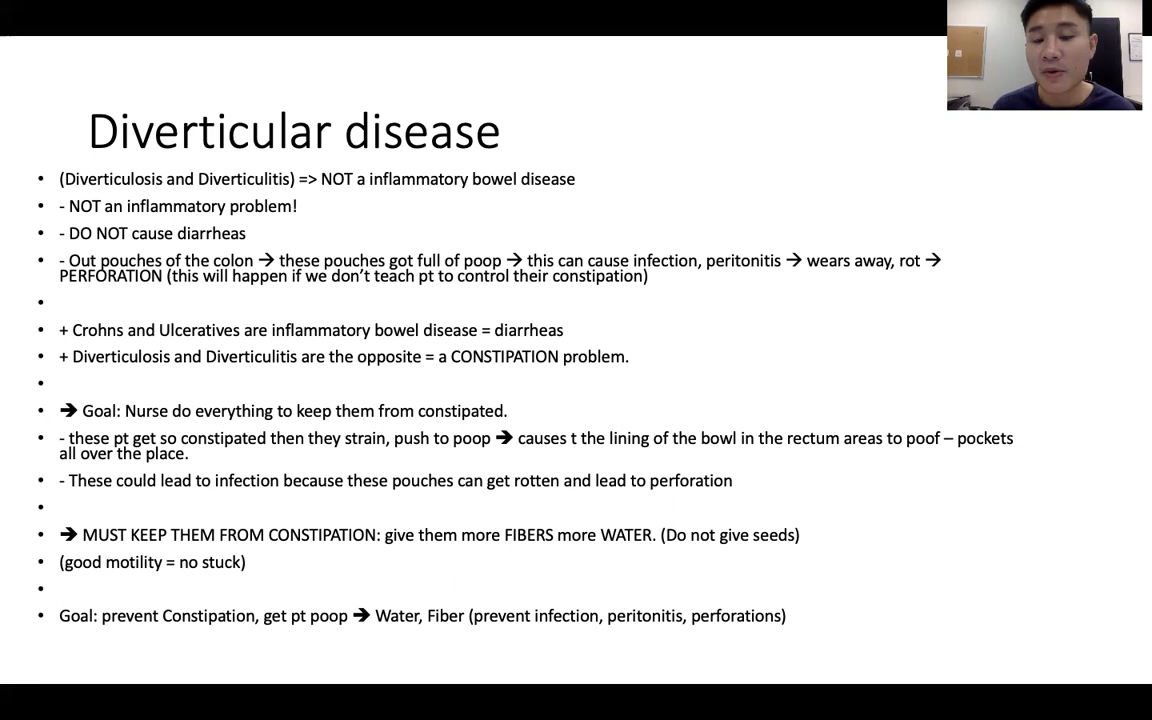 Diverticular disease
• (Diverticulosis and Diverticulitis) => NOT a inflammatory bowel disease
• - NOT an inflammatory problem!
• - DO NOT cause diarrheas
• - Out pouches of the colon → these pouches got full of poop → this can cause infection, peritonitis → wears away, rot →
PERFORATION (this will happen if we don't teach pt to control their constipation)
•
• + Crohns and Ulceratives are inflammatory bowel disease = diarrheas
• + Diverticulosis and Diverticulitis are the opposite = a CONSTIPATION problem.
•
• ➔ Goal: Nurse do everything to keep them from constipated.
• - these pt get so constipated then they strain, push to poop ➔ causes t the lining of the bowl in the rectum areas to poof – pockets
all over the place.
• - These could lead to infection because these pouches can get rotten and lead to perforation
•
• ➔ MUST KEEP THEM FROM CONSTIPATION: give them more FIBERS more WATER. (Do not give seeds)
• (good motility = no stuck)
•
• Goal: prevent Constipation, get pt poop ➔ Water, Fiber (prevent infection, peritonitis, perforations)